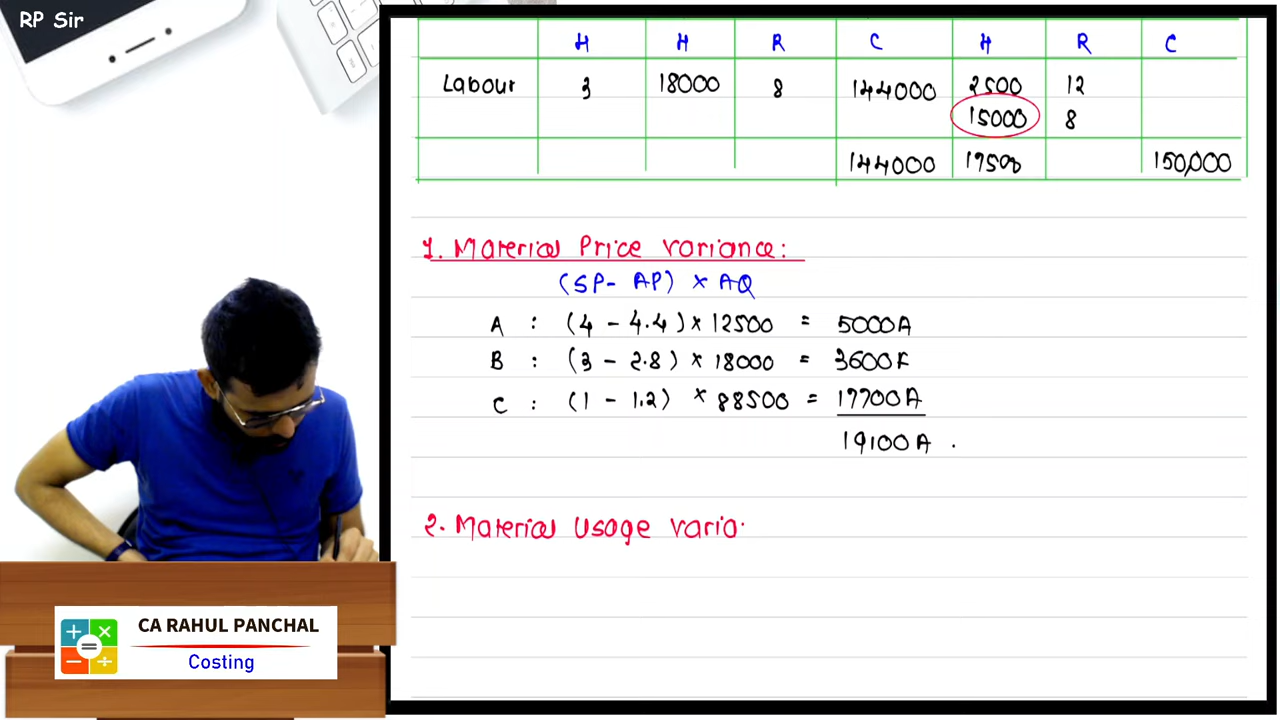 RP Sir
H H R C H R C
Labour 3 18000 8 144000 2500 12
15000 8
144000 17500 150,000
1. Material Price Variance:
(SP- AP) × AQ
A : (4 - 4.4) × 12500 = 5000A
B : (3 - 2.8) × 18000 = 3600F
C : (1 - 1.2) × 88500 = 17700A
19100A .
2. Material Usage Varia
CA RAHUL PANCHAL
Costing